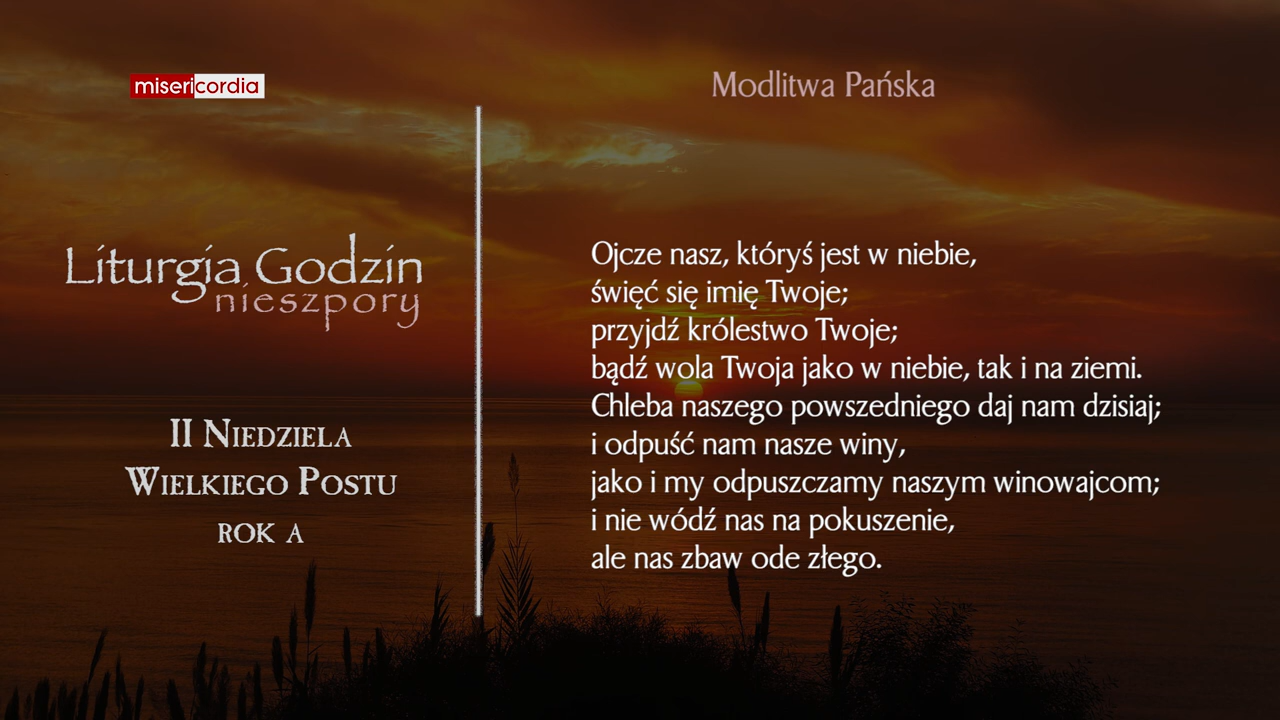 misericordia
Liturgia Godzin
nieszpory
II Niedziela
Wielkiego Postu
rok a
Modlitwa Pańska
Ojcze nasz, któryś jest w niebie,
święć się imię Twoje;
przyjdź królestwo Twoje;
bądź wola Twoja jako w niebie, tak i na ziemi.
Chleba naszego powszedniego daj nam dzisiaj;
i odpuść nam nasze winy,
jako i my odpuszczamy naszym winowajcom;
i nie wódź nas na pokuszenie,
ale nas zbaw ode złego.